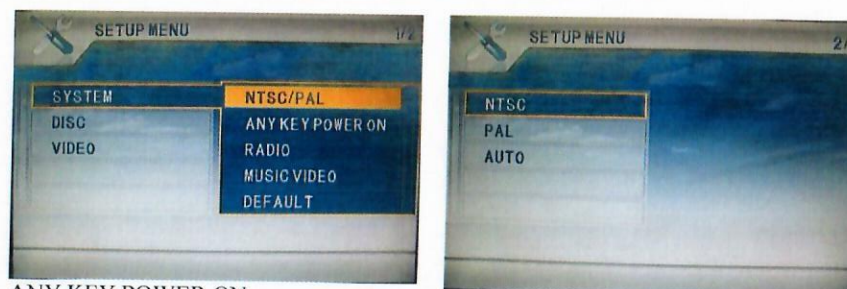 SETUP MENU 1/2
SYSTEM
DISC
VIDEO
NTSC/PAL
ANY KEY POWER ON
RADIO
MUSIC VIDEO
DEFAULT
SETUP MENU 2/
NTSC
PAL
AUTO
ANY KEY POWER ON